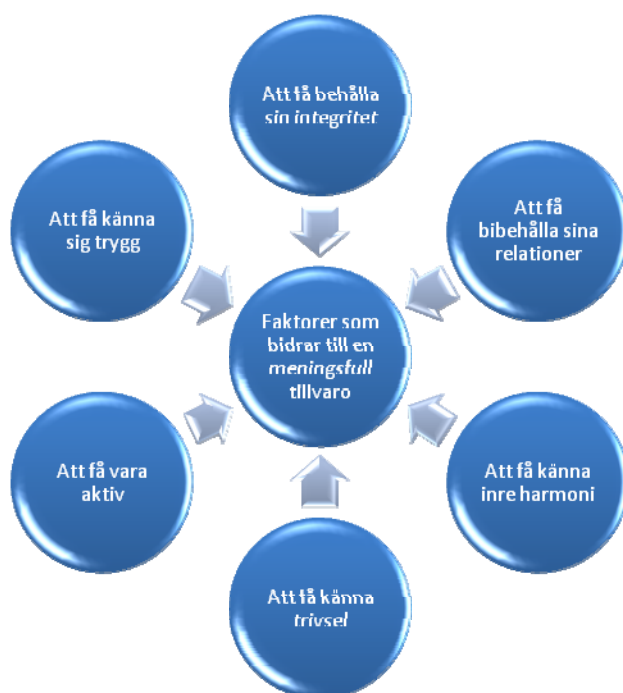 Att få behålla
sin integritet
Att få känna
sig trygg
Att få
bibehålla sina
relationer
Faktorer som
bidrar till en
meningsfull
tillvaro
Att få vara
aktiv
Att få känna
inre harmoni
Att få känna
trivsel